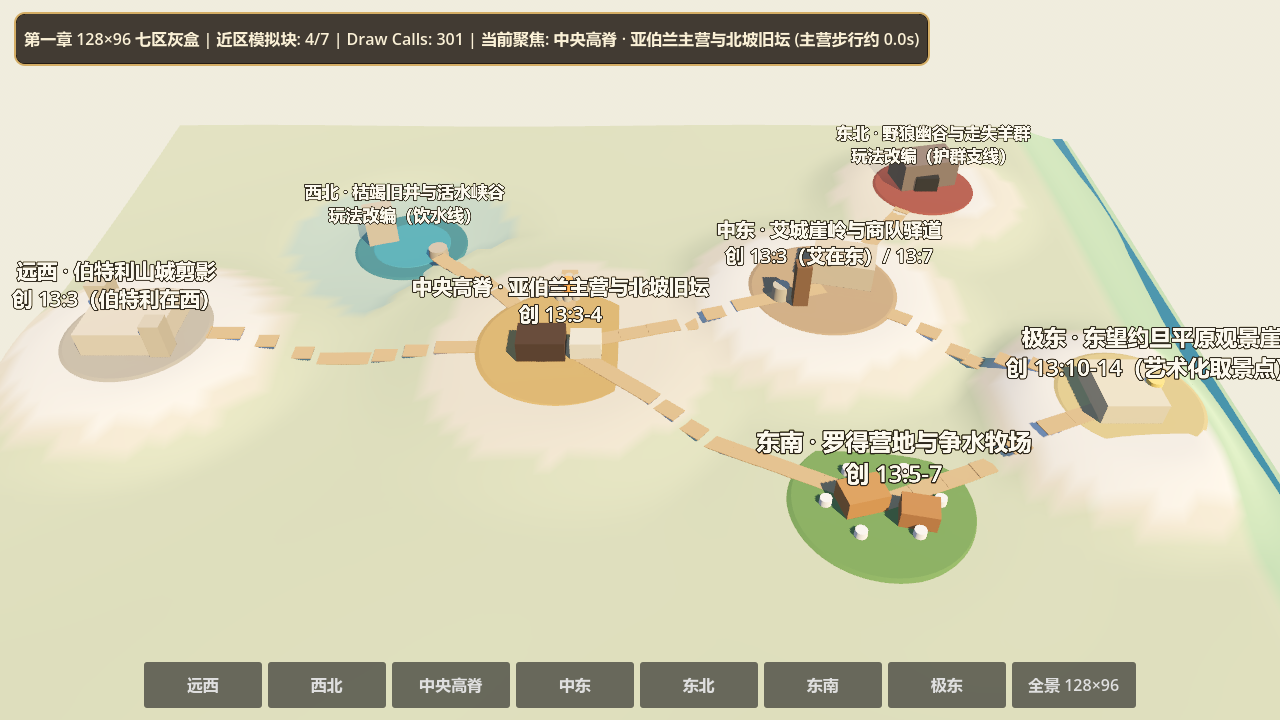 第一章 128×96 七区灰盒 | 近区模拟块: 4/7 | Draw Calls: 301 | 当前聚焦: 中央高脊 · 亚伯兰主营与北坡旧坛 (主营步行约 0.0s)
东北 · 野狼幽谷与走失羊群
玩法改编（护群支线）
西北 · 枯竭旧井与活水峡谷
玩法改编（饮水线）
中东 · 艾城崖岭与商队驿道
创 13:3（艾在东）/ 13:7
远西 · 伯特利山城剪影
创 13:3（伯特利在西）
中央高脊 · 亚伯兰主营与北坡旧坛
创 13:3-4
极东 · 东望约旦平原观景崖
创 13:10-14（艺术化取景点）
东南 · 罗得营地与争水牧场
创 13:5-7
远西
西北
中央高脊
中东
东北
东南
极东
全景 128×96